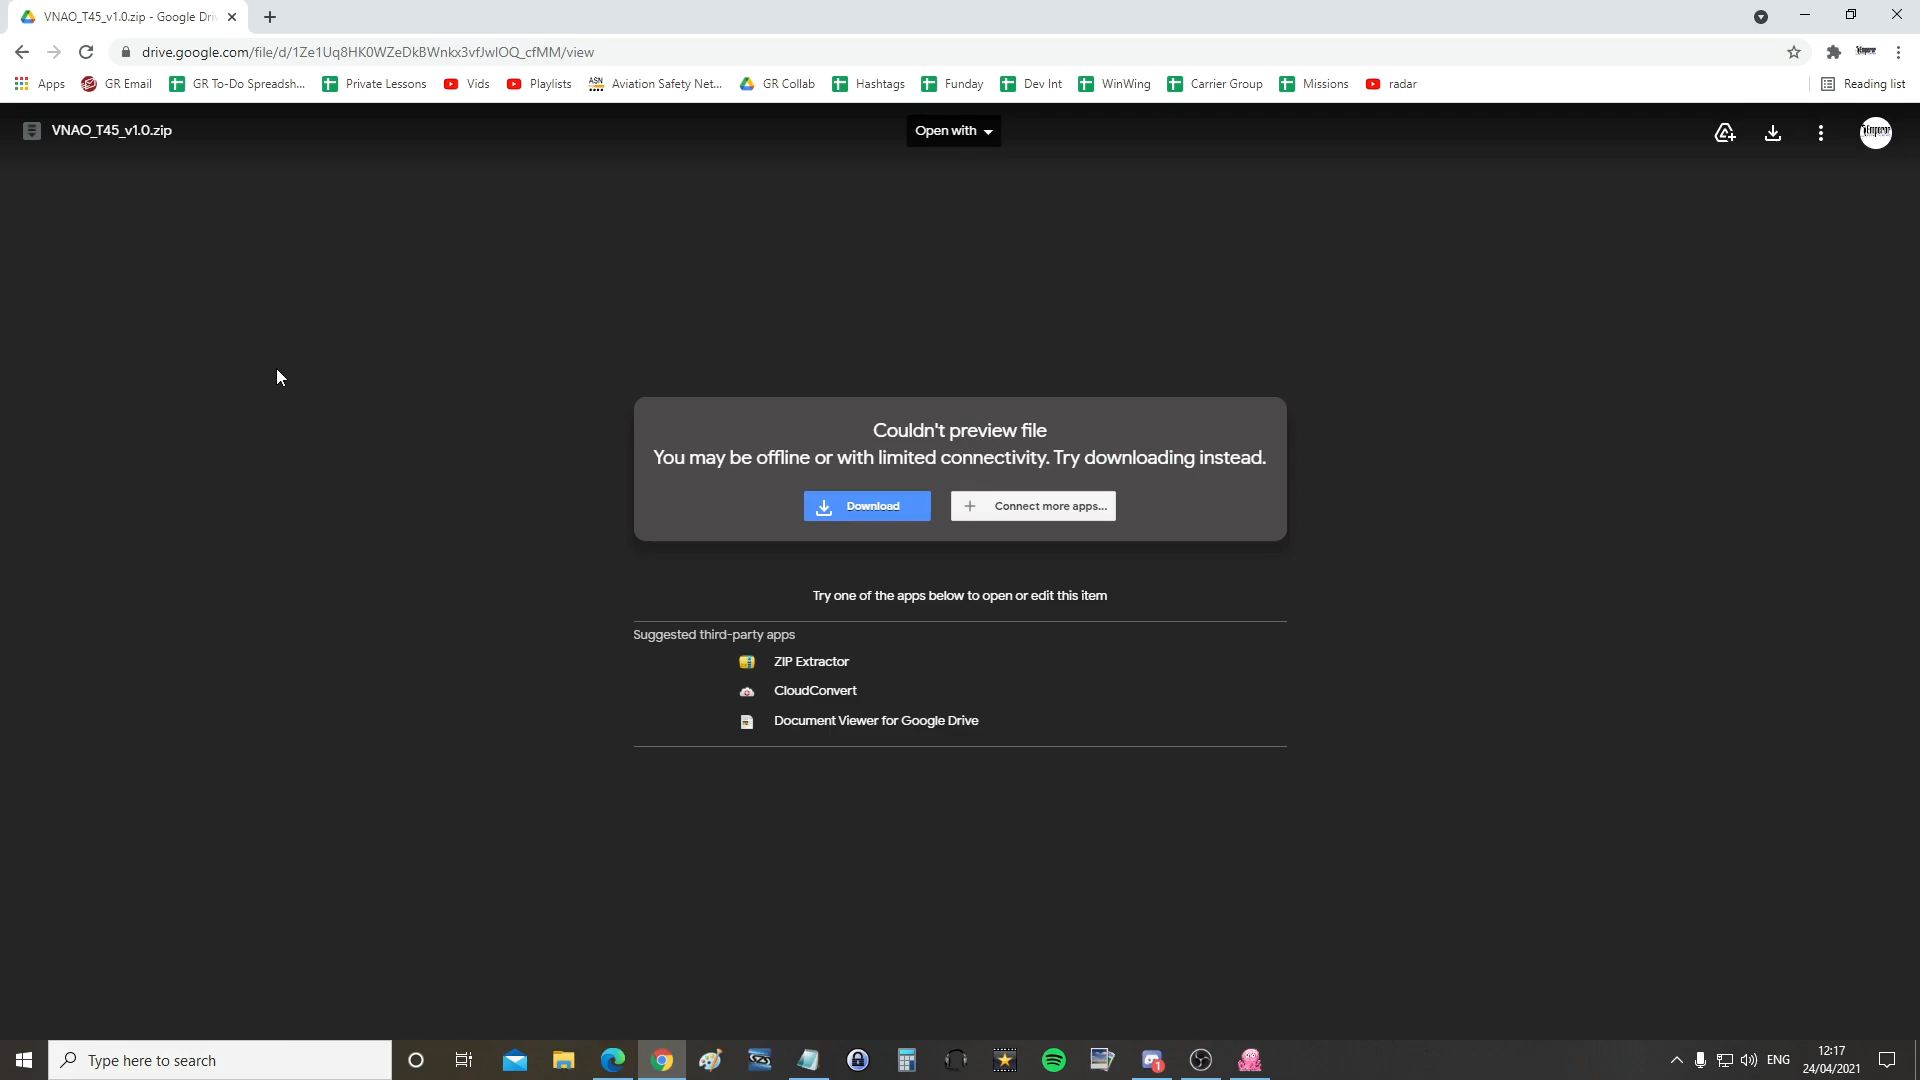 VNAO_T45_v1.0.zip - Google Dri
drive.google.com/file/d/1Ze1Uq8HK0WZeDkBWnkx3vfJwIOQ_cfMM/view
Apps
GR Email
GR To-Do Spreadsh...
Private Lessons
Vids
Playlists
ASN
Aviation Safety Net...
GR Collab
Hashtags
Funday
Dev Int
WinWing
Carrier Group
Missions
radar
Reading list
VNAO_T45_v1.0.zip
Open with
Couldn't preview file
You may be offline or with limited connectivity. Try downloading instead.
Download
Connect more apps...
Try one of the apps below to open or edit this item
Suggested third-party apps
ZIP Extractor
CloudConvert
Document Viewer for Google Drive
Type here to search
1
ENG
12:17
24/04/2021